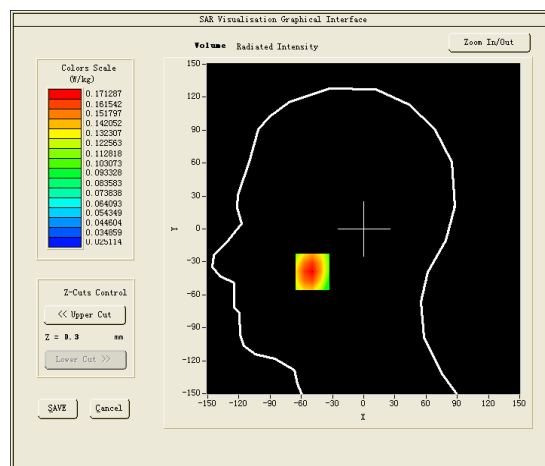 SAR Visualisation Graphical Interface
Volume Radiated Intensity
Zoom In/Out
Colors Scale
(W/kg)
0.171287
0.161542
0.151797
0.142052
0.132307
0.122563
0.112818
0.103073
0.093328
0.083583
0.073838
0.064093
0.054349
0.044604
0.034859
0.025114
Z-Cuts Control
<< Upper Cut
Z = 0.3 mm
Lower Cut >>
SAVE Cancel
150
120
90
60
30
0
-30
-60
-90
-120
-150
Y
-150 -120 -90 -60 -30 0 30 60 90 120 150
X